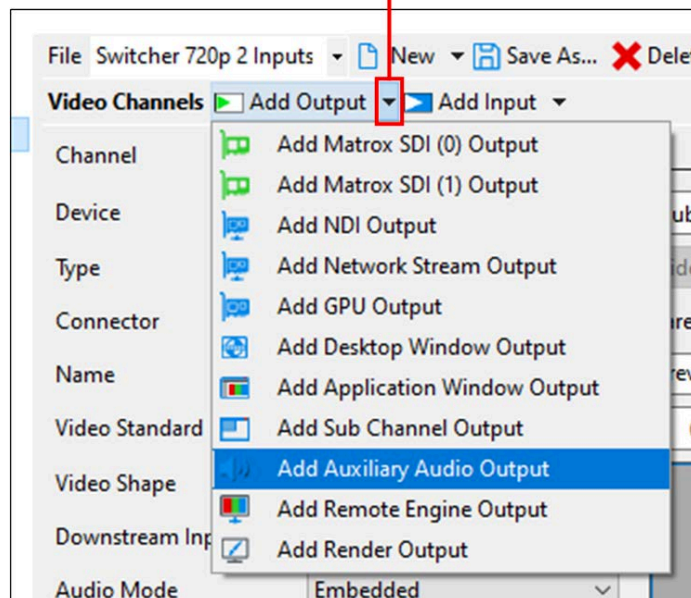 File Switcher 720p 2 Inputs New Save As... Dele
Video Channels Add Output Add Input
Channel
Add Matrox SDI (0) Output
Add Matrox SDI (1) Output
Device
ub
Add NDI Output
Type
Add Network Stream Output
Connector
Add GPU Output
Add Desktop Window Output
Name
Add Application Window Output
Video Standard
Add Sub Channel Output
Video Shape
Add Auxiliary Audio Output
Add Remote Engine Output
Downstream Inp
Add Render Output
Audio Mode Embedded